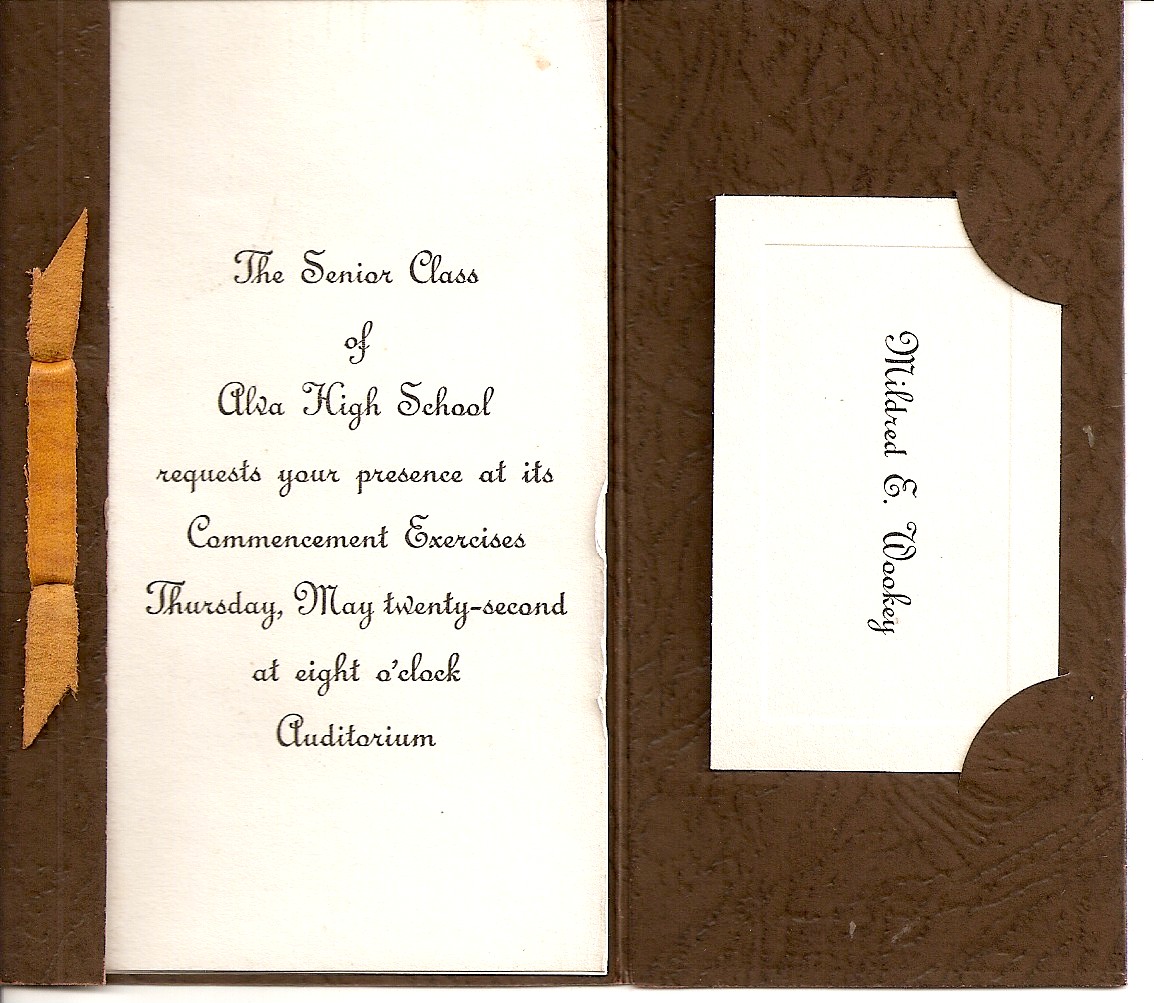 The Senior Class
of
Alva High School
requests your presence at its
Commencement Exercises
Thursday, May twenty-second
at eight o'clock
Auditorium
Mildred E. Wookey